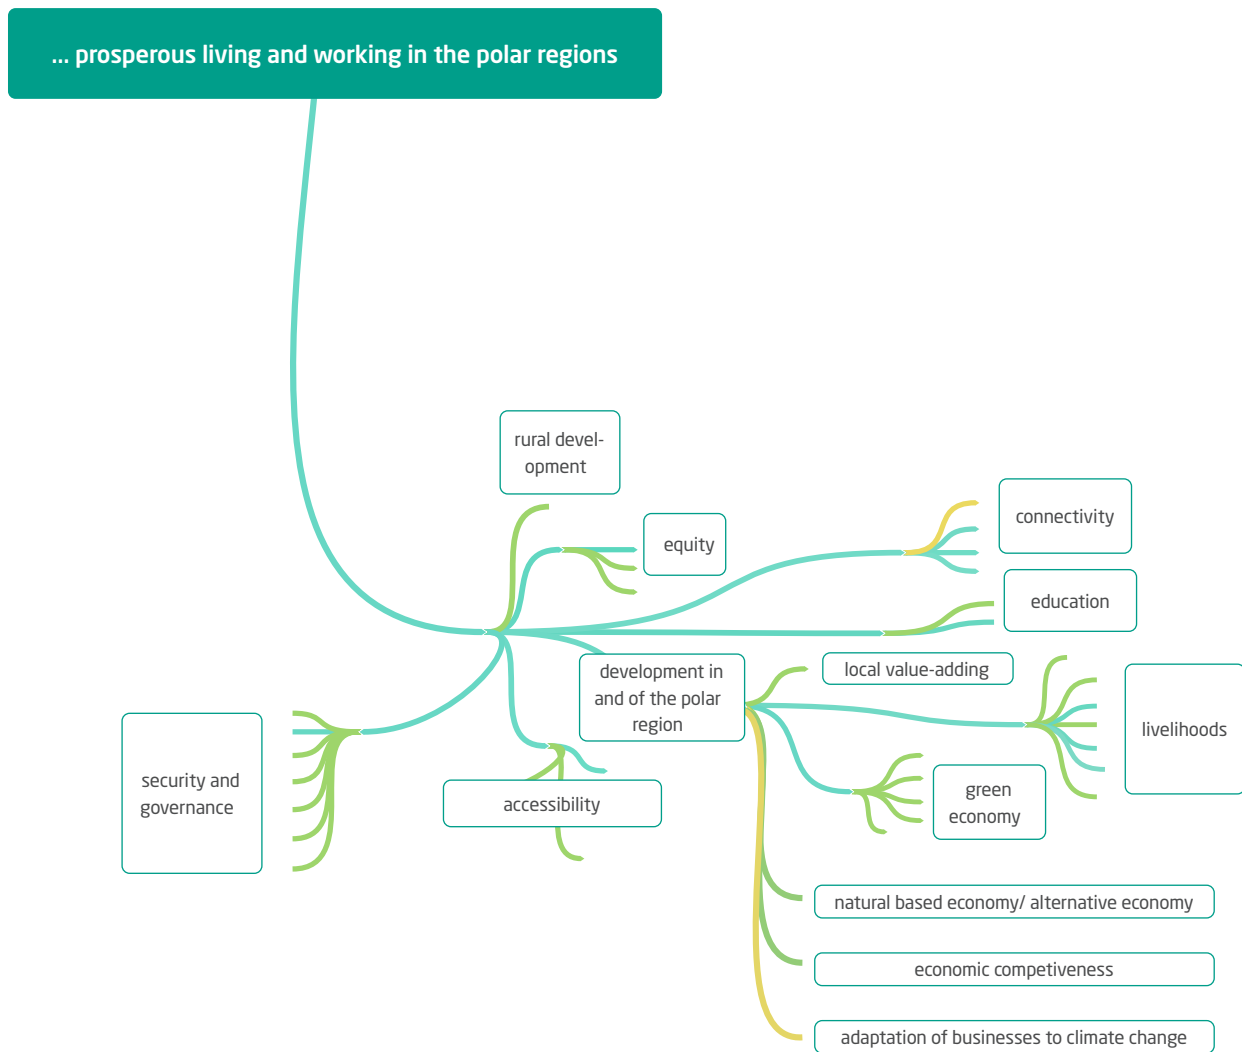 ... prosperous living and working in the polar regions
rural devel-
opment
equity
connectivity
education
development in
and of the polar
region
local value-adding
livelihoods
security and
governance
accessibility
green
economy
natural based economy/ alternative economy
economic competiveness
adaptation of businesses to climate change